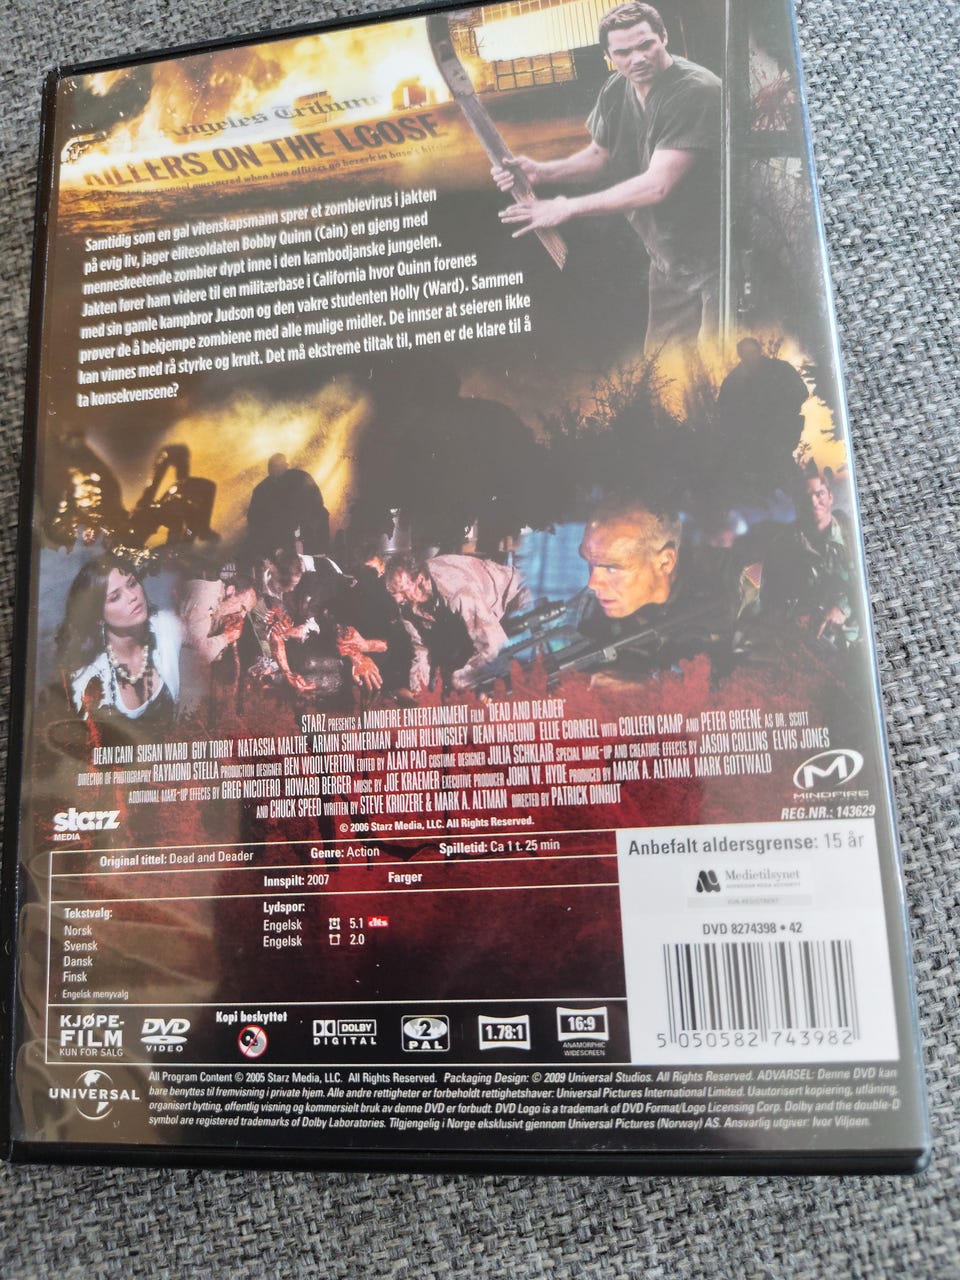 ngeles Tribune
KILLERS ON THE LOOSE
personnel massacred when two officers go bezerk in base's
Samtidig som en gal vitenskapsmann sprer et zombievirus i jakten
på evig liv, jager elitesoldaten Bobby Quinn (Cain) en gjeng med
menneskeetende zombier dypt inne i den kambodjanske jungelen.
Jakten fører ham videre til en militærbase i California hvor Quinn forenes
med sin gamle kampbror Judson og den vakre studenten Holly (Ward). Sammen
prøver de å bekjempe zombiene med alle mulige midler. De innser at seieren ikke
kan vinnes med rå styrke og krutt. Det må ekstreme tiltak til, men er de klare til å
ta konsekvensene?
STARZ PRESENTS A MINDFIRE ENTERTAINMENT FILM "DEAD AND DEADER"
DEAN CAIN SUSAN WARD GUY TORRY NATASSIA MALTHE ARMIN SHIMERMAN JOHN BILLINGSLEY DEAN HAGLUND ELLIE CORNELL WITH COLLEEN CAMP AND PETER GREENE AS DR. SCOTT
DIRECTOR OF PHOTOGRAPHY RAYMOND STELLA PRODUCTION DESIGNER BEN WOOLVERTON EDITED BY ALAN PAO COSTUME DESIGNER JULIA SCHKLAIR SPECIAL MAKE-UP AND CREATURE EFFECTS BY JASON COLLINS ELVIS JONES
ADDITIONAL MAKE-UP EFFECTS BY GREG NICOTERO HOWARD BERGER MUSIC BY JOE KRAEMER EXECUTIVE PRODUCER JOHN W. HYDE PRODUCED BY MARK A. ALTMAN, MARK GOTTWALD
AND CHUCK SPEED WRITTEN BY STEVE KRIOZERE & MARK A. ALTMAN DIRECTED BY PATRICK DINHUT
MINDFIRE
© 2006 Starz Media, LLC. All Rights Reserved.
REG.NR.: 143629
starz
MEDIA
Original tittel: Dead and Deader Genre: Action Spilletid: Ca 1 t. 25 min
Innspilt: 2007 Farger
Anbefalt aldersgrense: 15 år
Medietilsynet
NORWEGIAN MEDIA AUTHORITY
KUN REGISTRERT
Tekstvalg:
Norsk
Svensk
Dansk
Finsk
Engelsk menyvalg
Lydspor:
Engelsk 5.1 dts
Engelsk 2.0
DVD 8274398 • 42
5 050582 743982
KJØPE-
FILM
KUN FOR SALG
DVD
VIDEO
Kopi beskyttet
DOLBY
DIGITAL
2
PAL
1.78:1
16:9
ANAMORPHIC
WIDESCREEN
UNIVERSAL
All Program Content © 2005 Starz Media, LLC. All Rights Reserved. Packaging Design: © 2009 Universal Studios. All Rights Reserved. ADVARSEL: Denne DVD kan
bare benyttes til fremvisning i private hjem. Alle andre rettigheter er forbeholdt rettighetshaver: Universal Pictures International Limited. Uautorisert kopiering, utlåning,
organisert bytting, offentlig visning og kommersielt bruk av denne DVD er forbudt. DVD Logo is a trademark of DVD Format/Logo Licensing Corp. Dolby and the double-D
symbol are registered trademarks of Dolby Laboratories. Tilgjengelig i Norge eksklusivt gjennom Universal Pictures (Norway) AS. Ansvarlig utgiver: Ivor Viljøen.